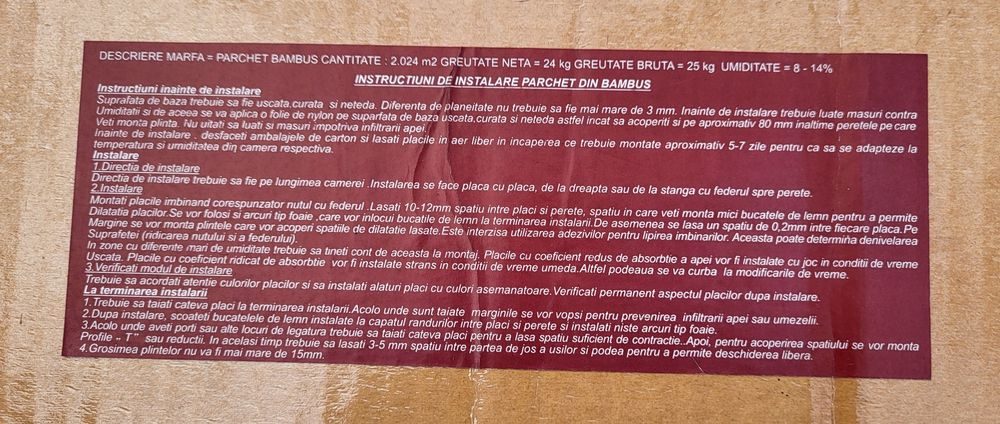 DESCRIERE MARFA = PARCHET BAMBUS CANTITATE : 2.024 m2 GREUTATE NETA = 24 kg GREUTATE BRUTA = 25 kg UMIDITATE = 8 - 14%
INSTRUCTIUNI DE INSTALARE PARCHET DIN BAMBUS
Instructiuni inainte de instalare
Suprafata de baza trebuie sa fie uscata.curata si neteda. Diferenta de planeitate nu trebuie sa fie mai mare de 3 mm. Inainte de instalare trebuie luate masuri contra
Umiditatii si de aceea se va aplica o folie de nylon pe suparfata de baza uscata.curata si neteda astfel incat sa acoperiti si pe aproximativ 80 mm inaltime peretele pe care
Veti monta plinta. Nu uitati sa luati si masuri impotriva infiltrarii apei.
Inainte de instalare . desfaceti ambalajele de carton si lasati placile in aer liber in incaperea ce trebuie montate aproximativ 5-7 zile pentru ca sa se adapteze la
temperatura si umiditatea din camera respectiva.
Instalare
1.Directia de instalare
Directia de instalare trebuie sa fie pe lungimea camerei .Instalarea se face placa cu placa, de la dreapta sau de la stanga cu federul spre perete.
2.Instalare
Montati placile imbinand corespunzator nutul cu federul .Lasati 10-12mm spatiu intre placi si perete, spatiu in care veti monta mici bucatele de lemn pentru a permite
Dilatatia placilor.Se vor folosi si arcuri tip foaie ,care vor inlocui bucatile de lemn la terminarea instalarii.De asemenea se lasa un spatiu de 0,2mm intre fiecare placa.Pe
Margine se vor monta plintele care vor acoperi spatiile de dilatatie lasate.Este interzisa utilizarea adezivilor pentru lipirea imbinarilor. Aceasta poate determina denivelarea
Suprafetei (ridicarea nutului si a federului).
In zone cu diferente mari de umiditate trebuie sa tineti cont de aceasta la montaj. Placile cu coeficient redus de absorbtie a apei vor fi instalate cu joc in conditii de vreme
Uscata. Placile cu coeficient ridicat de absorbtie vor fi instalate strans in conditii de vreme umeda.Altfel podeaua se va curba la modificarile de vreme.
3.Verificati modul de instalare
Trebuie sa acordati atentie culorilor placilor si sa instalati alaturi placi cu culori asemanatoare.Verificati permanent aspectul placilor dupa instalare.
La terminarea instalarii
1.Trebuie sa taiati cateva placi la terminarea instalarii.Acolo unde sunt taiate marginile se vor vopsi pentru prevenirea infiltrarii apei sau umezelii.
2.Dupa instalare, scoateti bucatelele de lemn instalate la capatul randurilor intre placi si perete si instalati niste arcuri tip foaie.
3.Acolo unde aveti porti sau alte locuri de legatura trebuie sa taiati cateva placi pentru a lasa spatiu suficient de contractie..Apoi, pentru acoperirea spatiului se vor monta
Profile ,, T" sau reductii. In acelasi timp trebuie sa lasati 3-5 mm spatiu intre partea de jos a usilor si podea pentru a permite deschiderea libera.
4.Grosimea plintelor nu va fi mai mare de 15mm.